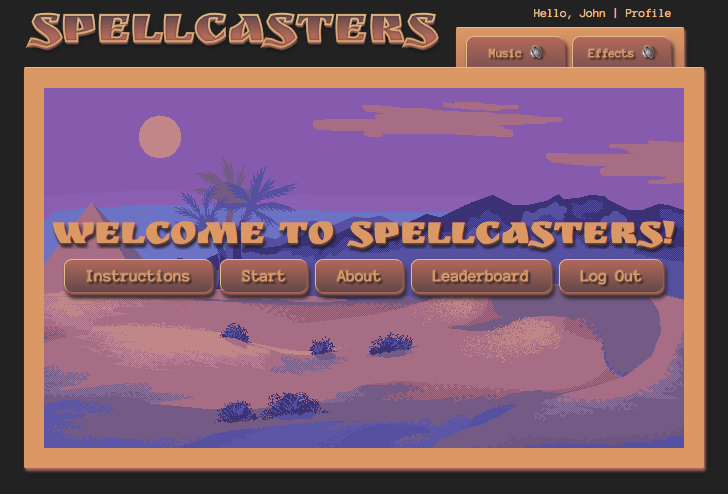 SPELLCASTERS
Hello, John | Profile
Music
Effects
WELCOME TO SPELLCASTERS!
Instructions
Start
About
Leaderboard
Log Out